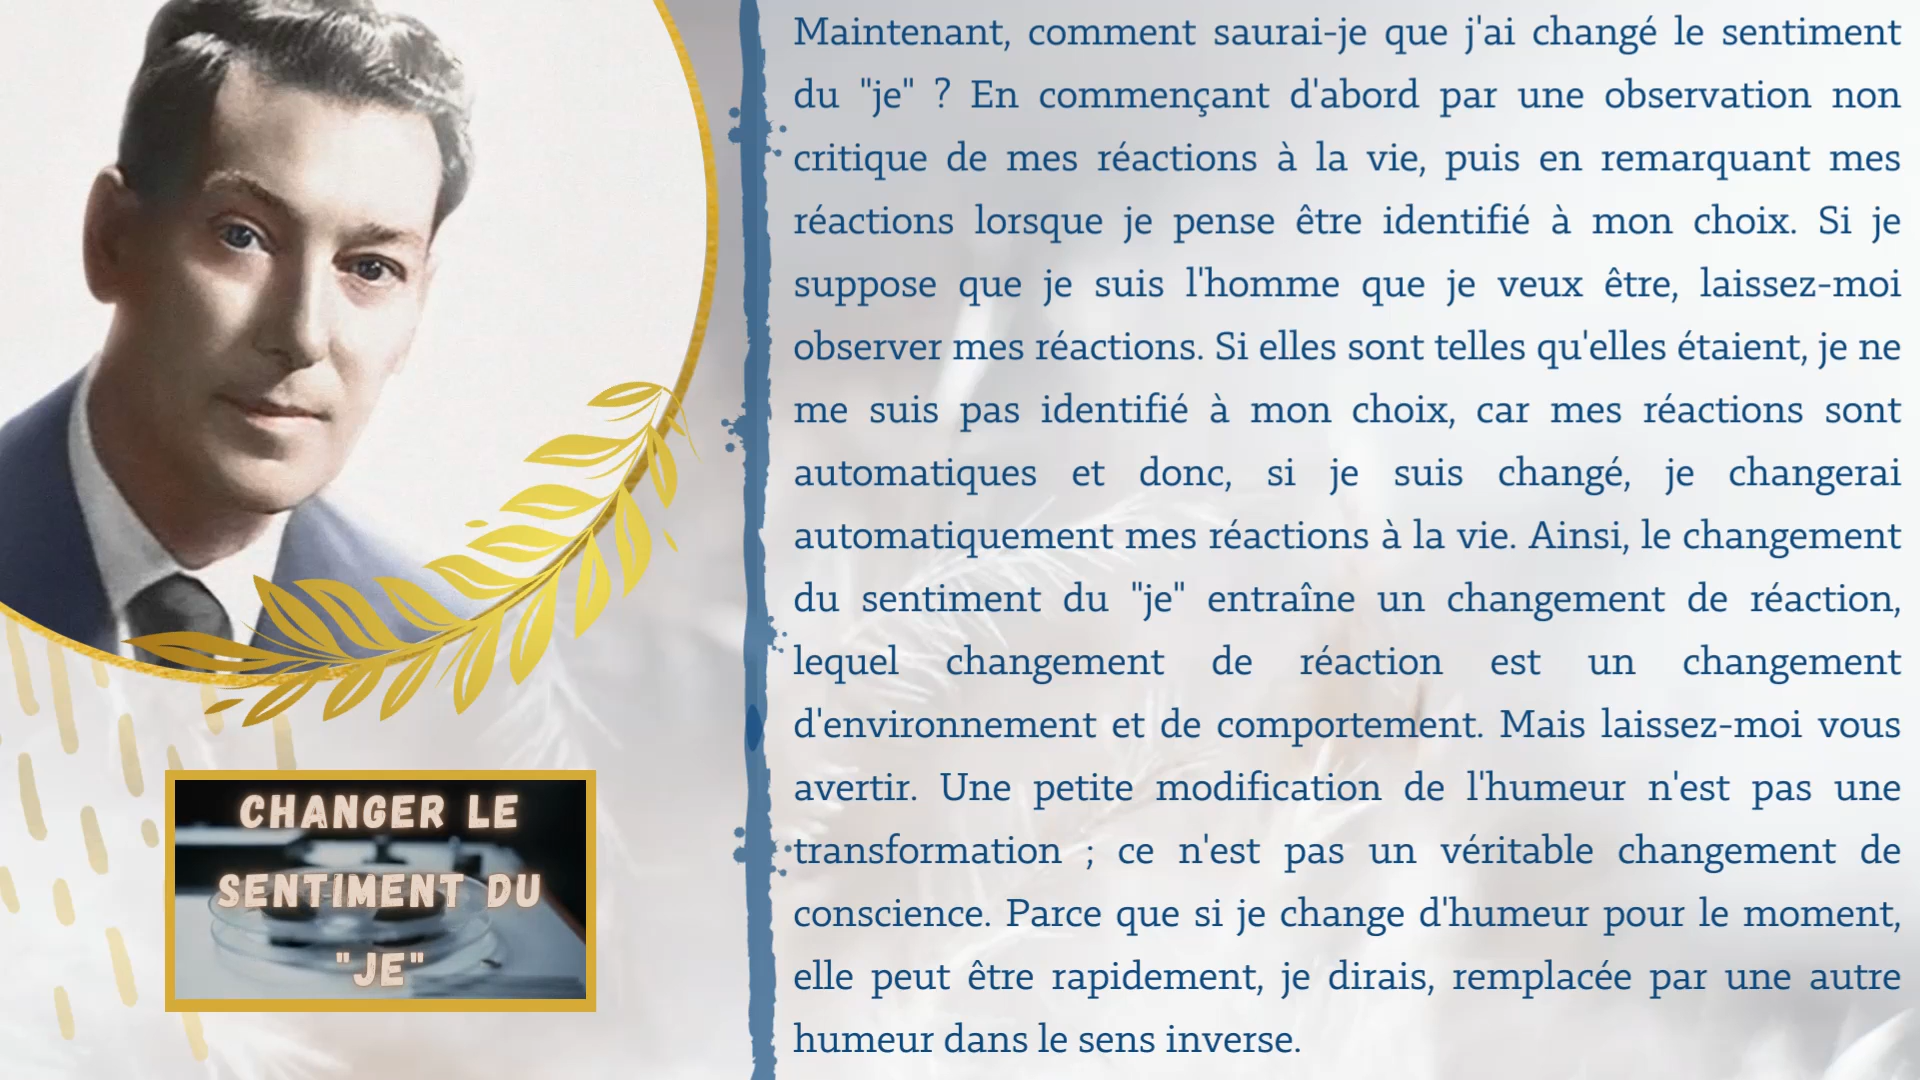 Maintenant, comment saurai-je que j'ai changé le sentiment
du "je" ? En commençant d'abord par une observation non
critique de mes réactions à la vie, puis en remarquant mes
réactions lorsque je pense être identifié à mon choix. Si je
suppose que je suis l'homme que je veux être, laissez-moi
observer mes réactions. Si elles sont telles qu'elles étaient, je ne
me suis pas identifié à mon choix, car mes réactions sont
automatiques et donc, si je suis changé, je changerai
automatiquement mes réactions à la vie. Ainsi, le changement
du sentiment du "je" entraîne un changement de réaction,
lequel changement de réaction est un changement
d'environnement et de comportement. Mais laissez-moi vous
avertir. Une petite modification de l'humeur n'est pas une
transformation ; ce n'est pas un véritable changement de
conscience. Parce que si je change d'humeur pour le moment,
elle peut être rapidement, je dirais, remplacée par une autre
humeur dans le sens inverse.
CHANGER LE
SENTIMENT DU
"JE"